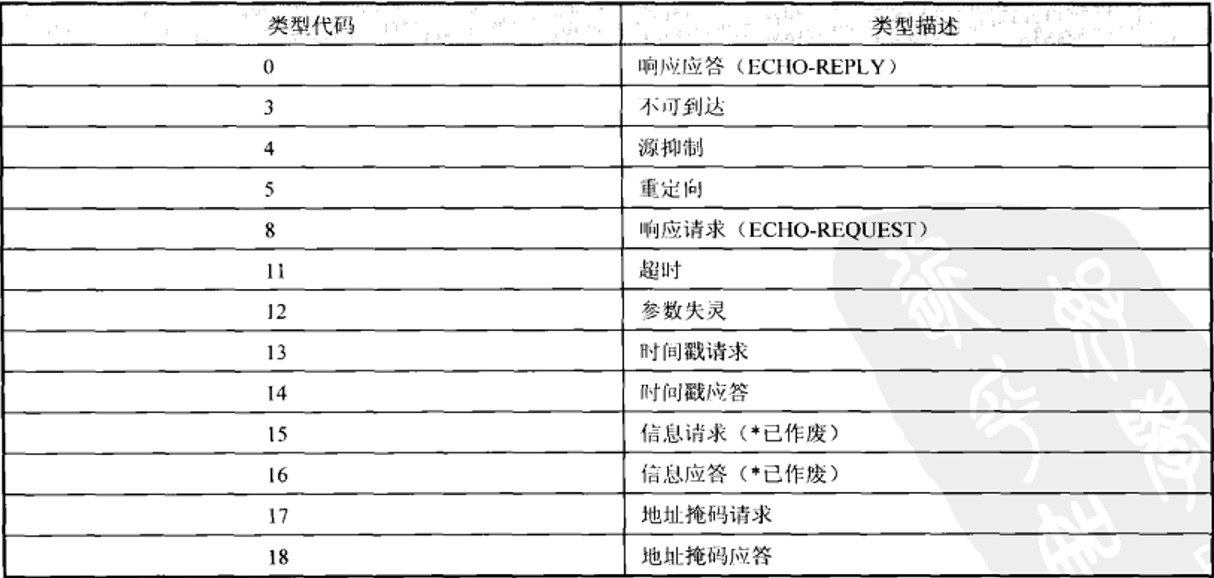 类型代码 类型描述
0 响应应答（ECHO-REPLY）
3 不可到达
4 源抑制
5 重定向
8 响应请求（ECHO-REQUEST）
11 超时
12 参数失灵
13 时间戳请求
14 时间戳应答
15 信息请求（*已作废）
16 信息应答（*已作废）
17 地址掩码请求
18 地址掩码应答